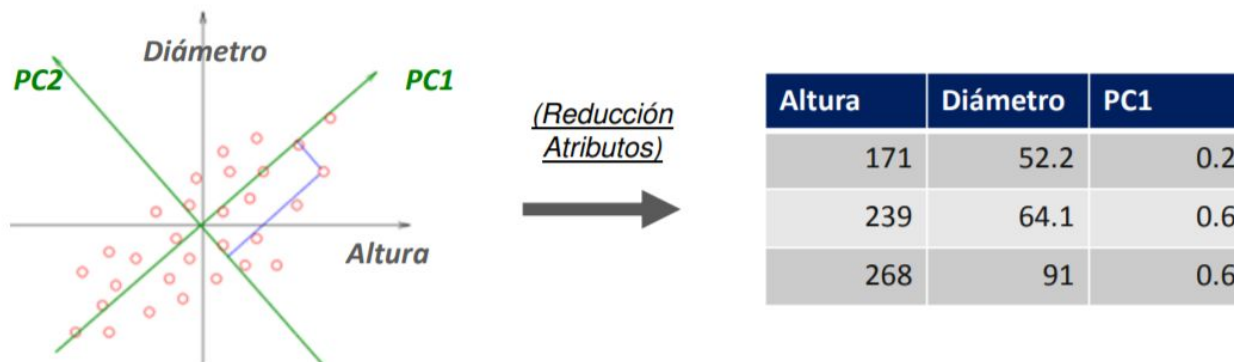 Diámetro
PC2
PC1
Altura
(Reducción
Atributos)
Altura Diámetro PC1
171 52.2 0.2
239 64.1 0.6
268 91 0.6